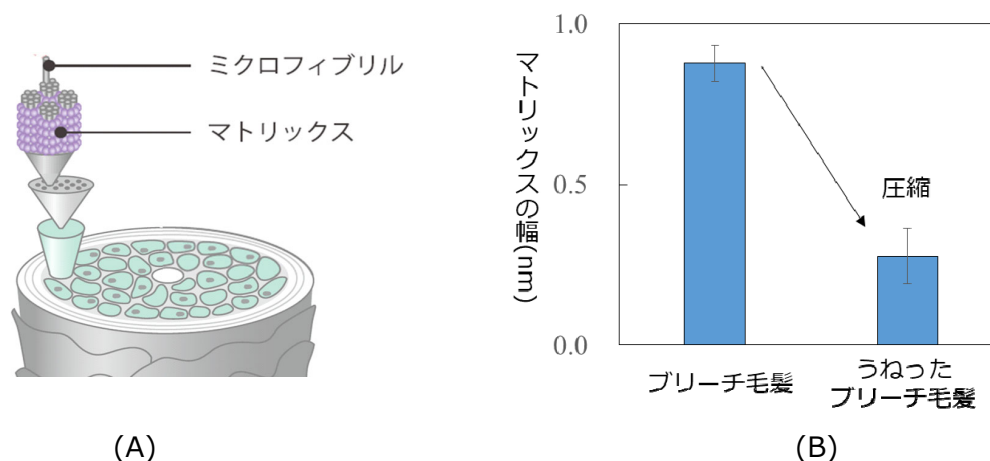 ミクロフィブリル
マトリックス
(A)
マトリックスの幅(nm)
1.0
0.5
0.0
圧縮
ブリーチ毛髪
うねった
ブリーチ毛髪
(B)